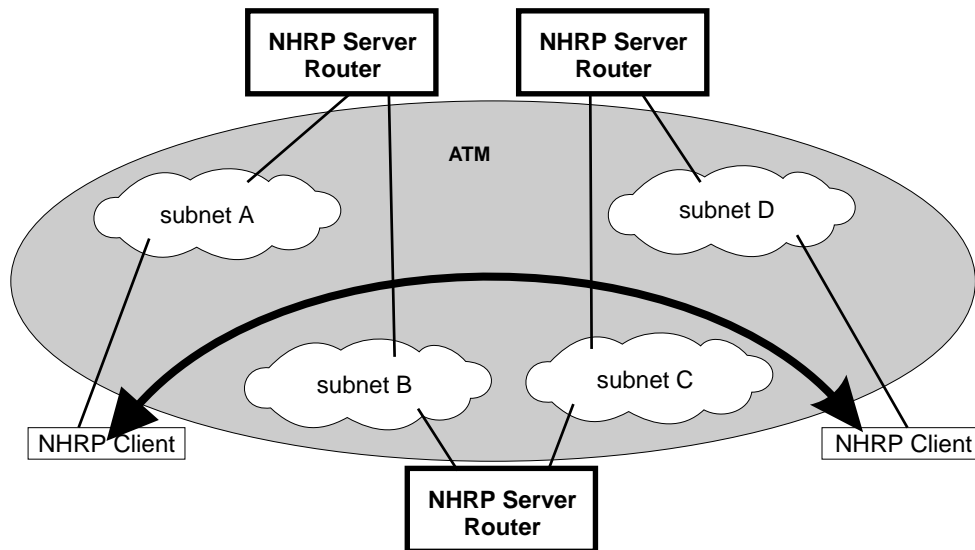 NHRP Server
Router
NHRP Server
Router
ATM
subnet A
subnet D
subnet B
subnet C
NHRP Client
NHRP Client
NHRP Server
Router